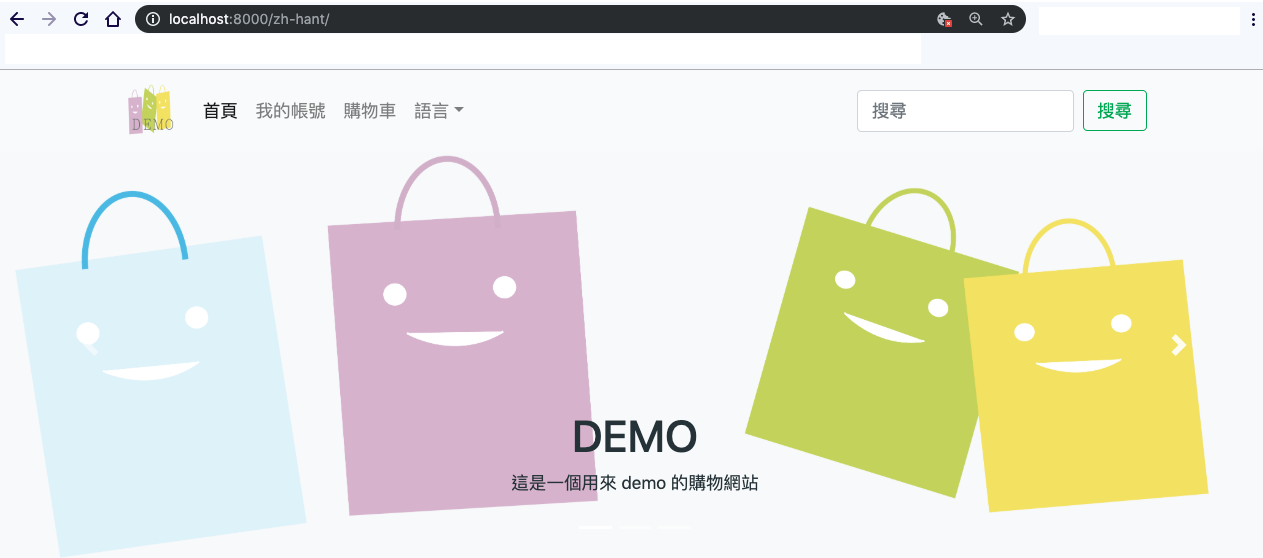 localhost:8000/zh-hant/
DEMO
首頁 我的帳號 購物車 語言
搜尋 搜尋
DEMO
這是一個用來 demo 的購物網站